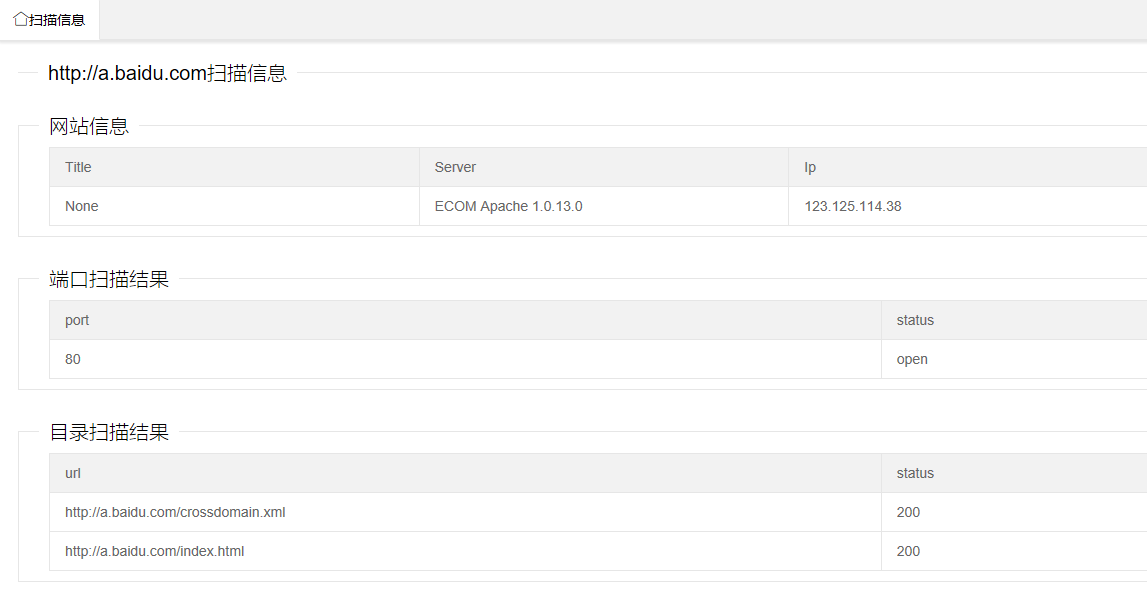 扫描信息
http://a.baidu.com扫描信息
网站信息
Title Server Ip
None ECOM Apache 1.0.13.0 123.125.114.38
端口扫描结果
port status
80 open
目录扫描结果
url status
http://a.baidu.com/crossdomain.xml 200
http://a.baidu.com/index.html 200